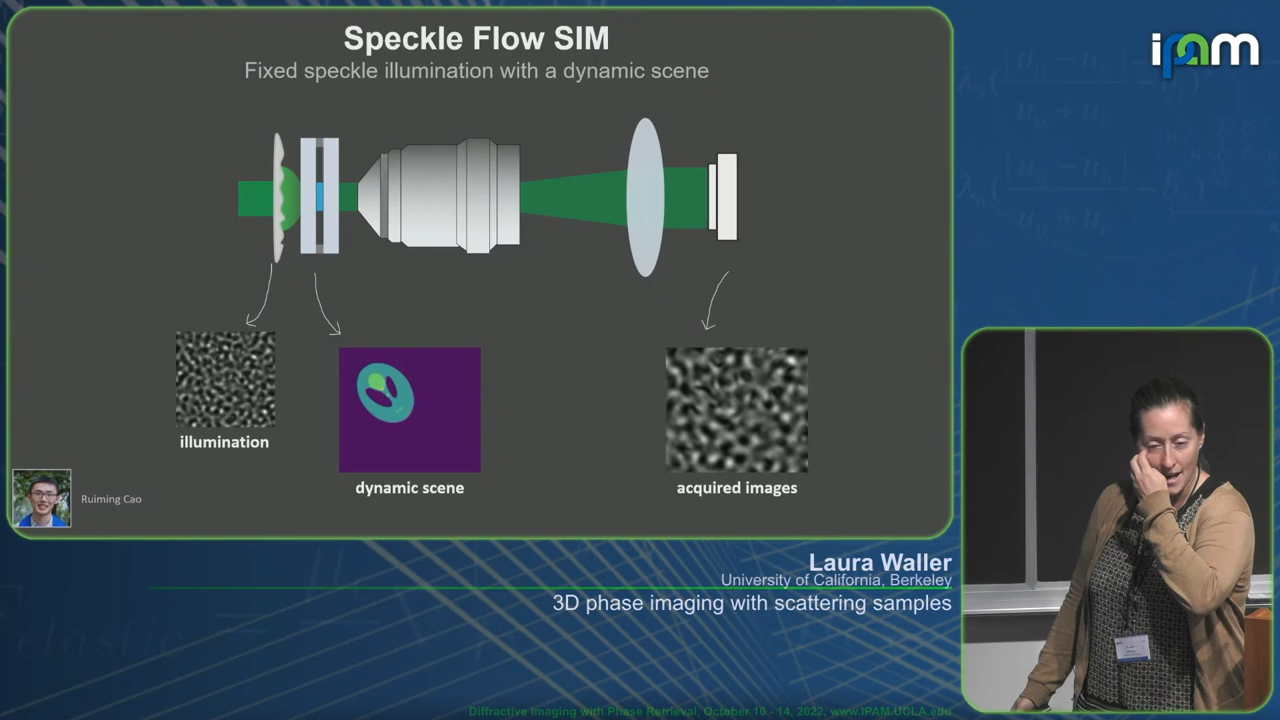 Speckle Flow SIM
Fixed speckle illumination with a dynamic scene
illumination
dynamic scene
acquired images
Ruiming Cao
ipam
Laura Waller
University of California, Berkeley
3D phase imaging with scattering samples
Diffractive Imaging with Phase Retrieval, October 10 - 14, 2022, www.IPAM.UCLA.edu